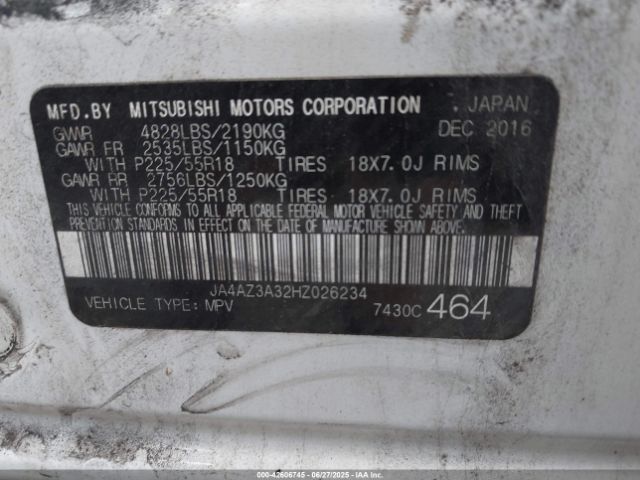 MFD.BY MITSUBISHI MOTORS CORPORATION JAPAN
GVWR 4828LBS/2190KG DEC 2016
GAWR FR 2535LBS/1150KG
WITH P225/55R18 TIRES 18X7.0J RIMS
GAWR RR 2756LBS/1250KG
WITH P225/55R18 TIRES 18X7.0J RIMS
THIS VEHICLE CONFORMS TO ALL APPLICABLE FEDERAL MOTOR VEHICLE SAFETY AND THEFT
PREVENTION STANDARDS IN EFFECT ON THE DATE OF MANUFACTURE SHOWN ABOVE.
JA4AZ3A32HZ026234
VEHICLE TYPE: MPV 7430C 464
000-42606745 - 06/27/2025 - IAAI.COM